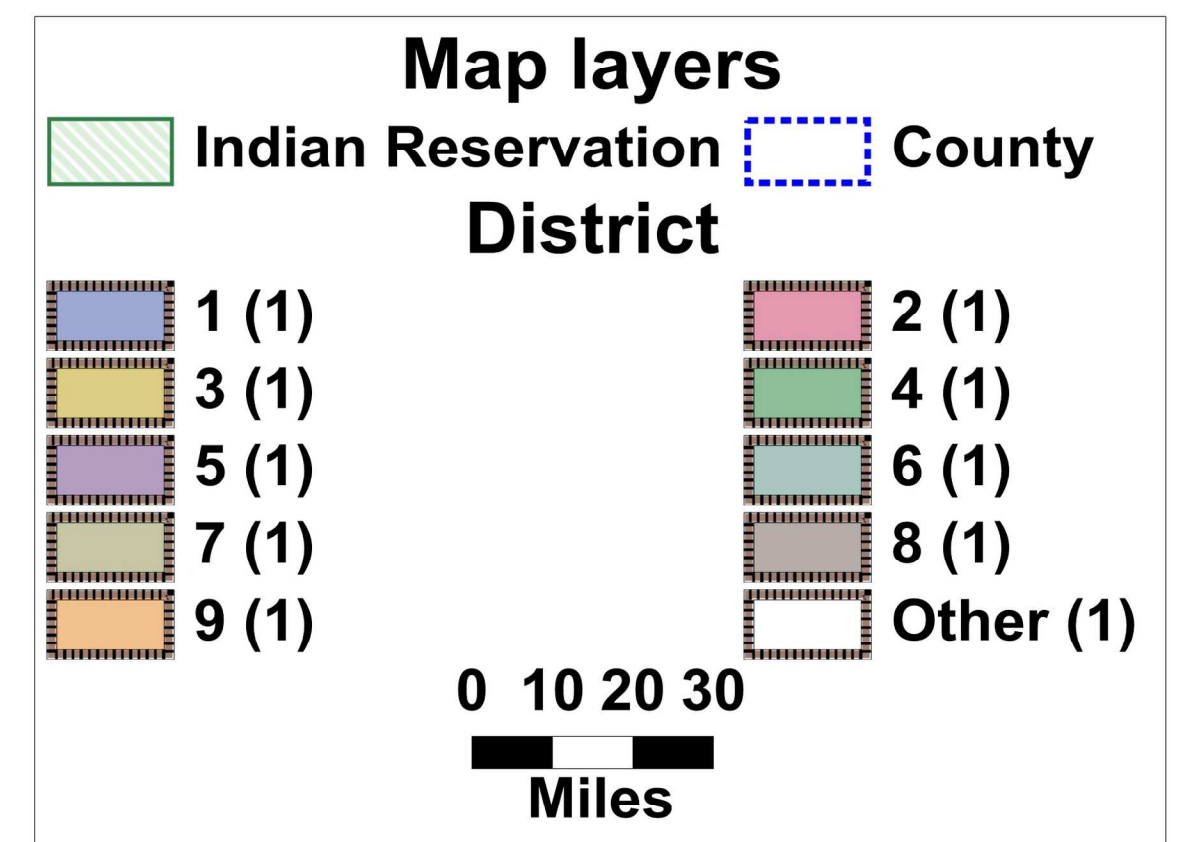 Map layers
Indian Reservation County
District
1 (1) 2 (1)
3 (1) 4 (1)
5 (1) 6 (1)
7 (1) 8 (1)
9 (1) Other (1)
0 10 20 30
Miles